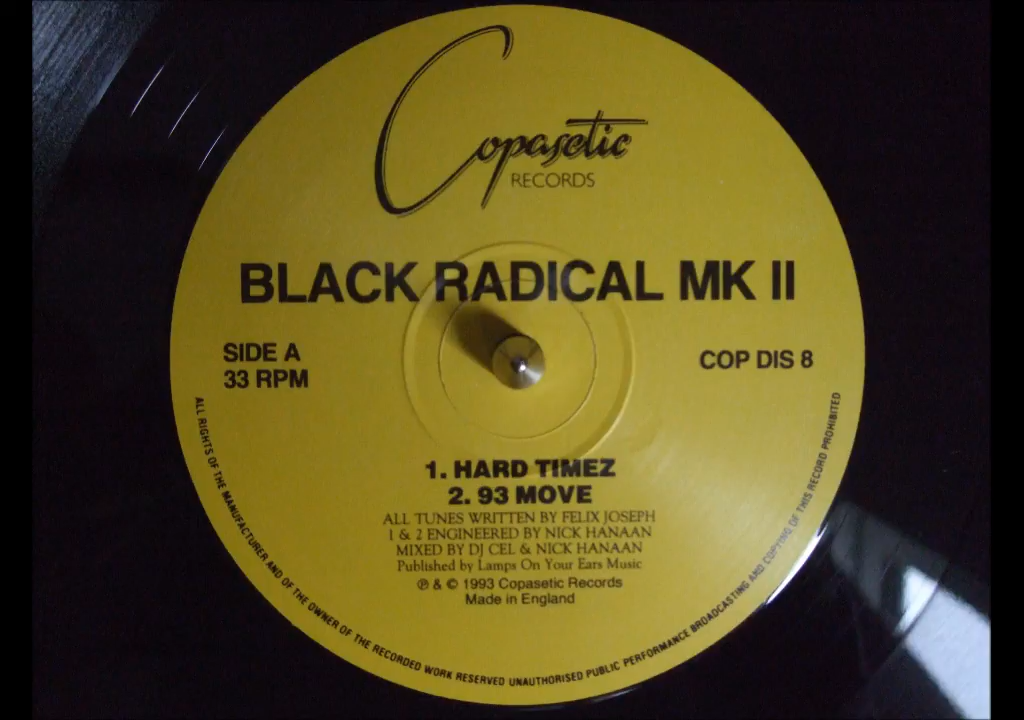 Copasetic
RECORDS
BLACK RADICAL MK II
SIDE A
33 RPM
COP DIS 8
1. HARD TIMEZ
2. 93 MOVE
ALL TUNES WRITTEN BY FELIX JOSEPH
1 & 2 ENGINEERED BY NICK HANAAN
MIXED BY DJ CEL & NICK HANAAN
Published by Lamps On Your Ears Music
℗ & © 1993 Copasetic Records
Made in England
ALL RIGHTS OF THE MANUFACTURER AND OF THE OWNER OF THE RECORDED WORK RESERVED UNAUTHORISED PUBLIC PERFORMANCE BROADCASTING AND COPYING OF THIS RECORD PROHIBITED